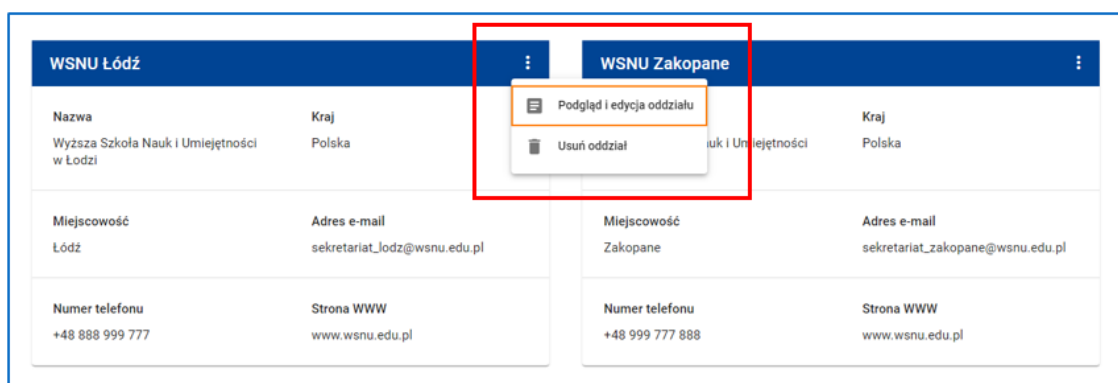 WSNU Łódź
Nazwa
Kraj
Wyższa Szkoła Nauk i Umiejętności
w Łodzi
Polska
Miejscowość
Adres e-mail
Łódź
sekretariat_lodz@wsnu.edu.pl
Numer telefonu
Strona WWW
+48 888 999 777
www.wsnu.edu.pl
Podgląd i edycja oddziału
Usuń oddział
WSNU Zakopane
Kraj
i Umiejętności
Polska
Miejscowość
Adres e-mail
Zakopane
sekretariat_zakopane@wsnu.edu.pl
Numer telefonu
Strona WWW
+48 999 777 888
www.wsnu.edu.pl